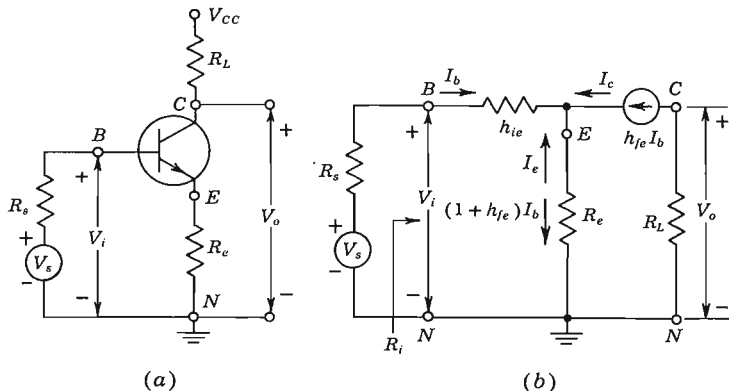 V_CC
R_L
C
B
+
+
E
R_s
+
V_s
−
V_i
V_o
R_e
−
N
−
(a)
B
I_b
I_c
C
h_ie
h_fe I_b
+
+
E
R_s
I_e
V_i
(1 + h_fe) I_b
R_e
R_L
V_o
+
V_s
−
−
−
N
R_i
N
(b)